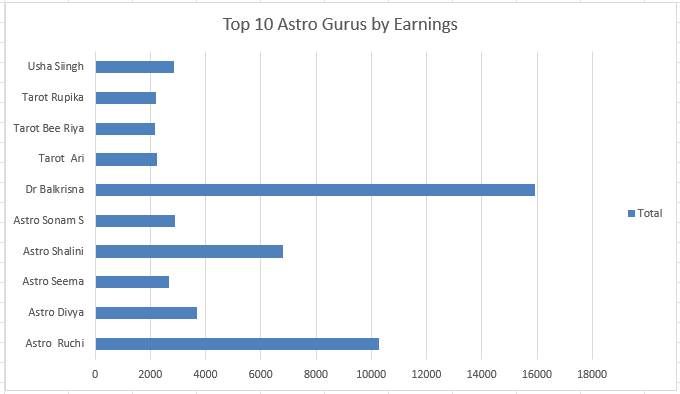 Top 10 Astro Gurus by Earnings
Usha Siingh
Tarot Rupika
Tarot Bee Riya
Tarot  Ari
Dr Balkrisna
Astro Sonam S
Astro Shalini
Astro Seema
Astro Divya
Astro  Ruchi
Total
0 2000 4000 6000 8000 10000 12000 14000 16000 18000